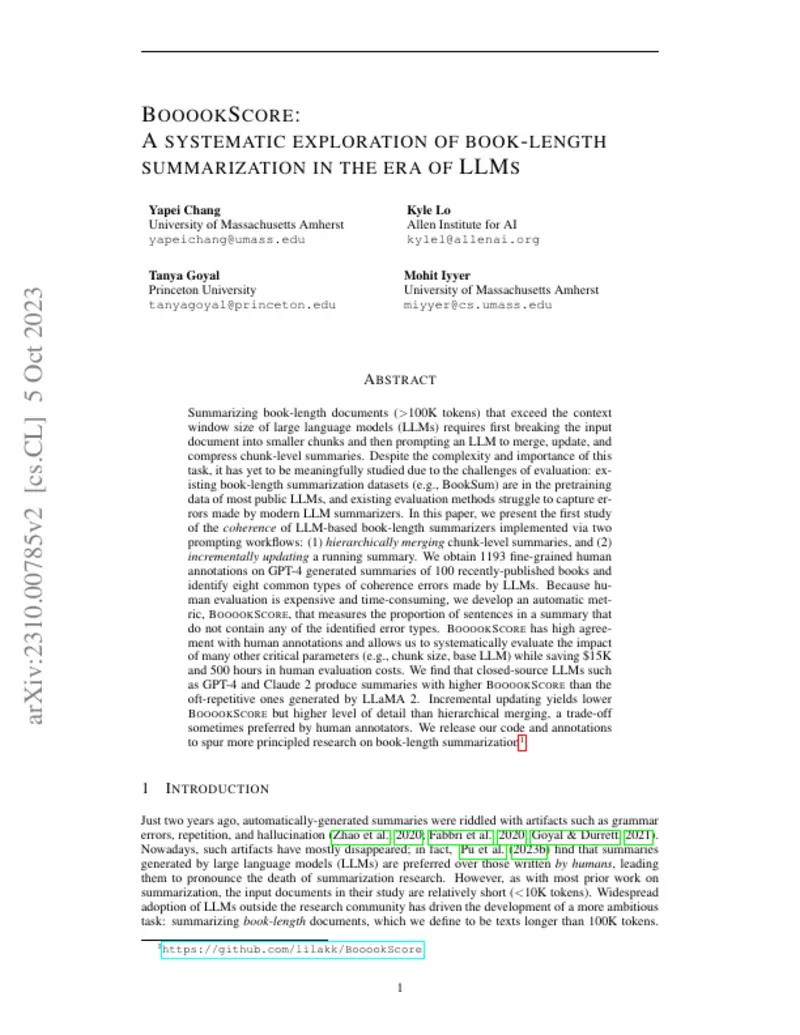 BOOOOKSCORE:
A SYSTEMATIC EXPLORATION OF BOOK-LENGTH
SUMMARIZATION IN THE ERA OF LLMS
Yapei Chang
University of Massachusetts Amherst
yapeichang@umass.edu
Kyle Lo
Allen Institute for AI
kylel@allenai.org
Tanya Goyal
Princeton University
tanyagoyal@princeton.edu
Mohit Iyyer
University of Massachusetts Amherst
miyyer@cs.umass.edu
arXiv:2310.00785v2 [cs.CL] 5 Oct 2023
ABSTRACT
Summarizing book-length documents (>100K tokens) that exceed the context
window size of large language models (LLMs) requires first breaking the input
document into smaller chunks and then prompting an LLM to merge, update, and
compress chunk-level summaries. Despite the complexity and importance of this
task, it has yet to be meaningfully studied due to the challenges of evaluation: ex-
isting book-length summarization datasets (e.g., BookSum) are in the pretraining
data of most public LLMs, and existing evaluation methods struggle to capture er-
rors made by modern LLM summarizers. In this paper, we present the first study
of the coherence of LLM-based book-length summarizers implemented via two
prompting workflows: (1) hierarchically merging chunk-level summaries, and (2)
incrementally updating a running summary. We obtain 1193 fine-grained human
annotations on GPT-4 generated summaries of 100 recently-published books and
identify eight common types of coherence errors made by LLMs. Because hu-
man evaluation is expensive and time-consuming, we develop an automatic met-
ric, BOOOOKSCORE, that measures the proportion of sentences in a summary that
do not contain any of the identified error types. BOOOOKSCORE has high agree-
ment with human annotations and allows us to systematically evaluate the impact
of many other critical parameters (e.g., chunk size, base LLM) while saving $15K
and 500 hours in human evaluation costs. We find that closed-source LLMs such
as GPT-4 and Claude 2 produce summaries with higher BOOOOKSCORE than the
oft-repetitive ones generated by LLaMA 2. Incremental updating yields lower
BOOOOKSCORE but higher level of detail than hierarchical merging, a trade-off
sometimes preferred by human annotators. We release our code and annotations
to spur more principled research on book-length summarization1
1 INTRODUCTION
Just two years ago, automatically-generated summaries were riddled with artifacts such as grammar
errors, repetition, and hallucination (Zhao et al., 2020; Fabbri et al., 2020; Goyal & Durrett, 2021).
Nowadays, such artifacts have mostly disappeared; in fact, Pu et al. (2023b) find that summaries
generated by large language models (LLMs) are preferred over those written by humans, leading
them to pronounce the death of summarization research. However, as with most prior work on
summarization, the input documents in their study are relatively short (<10K tokens). Widespread
adoption of LLMs outside the research community has driven the development of a more ambitious
task: summarizing book-length documents, which we define to be texts longer than 100K tokens.
1https://github.com/lilakk/BooookScore
1